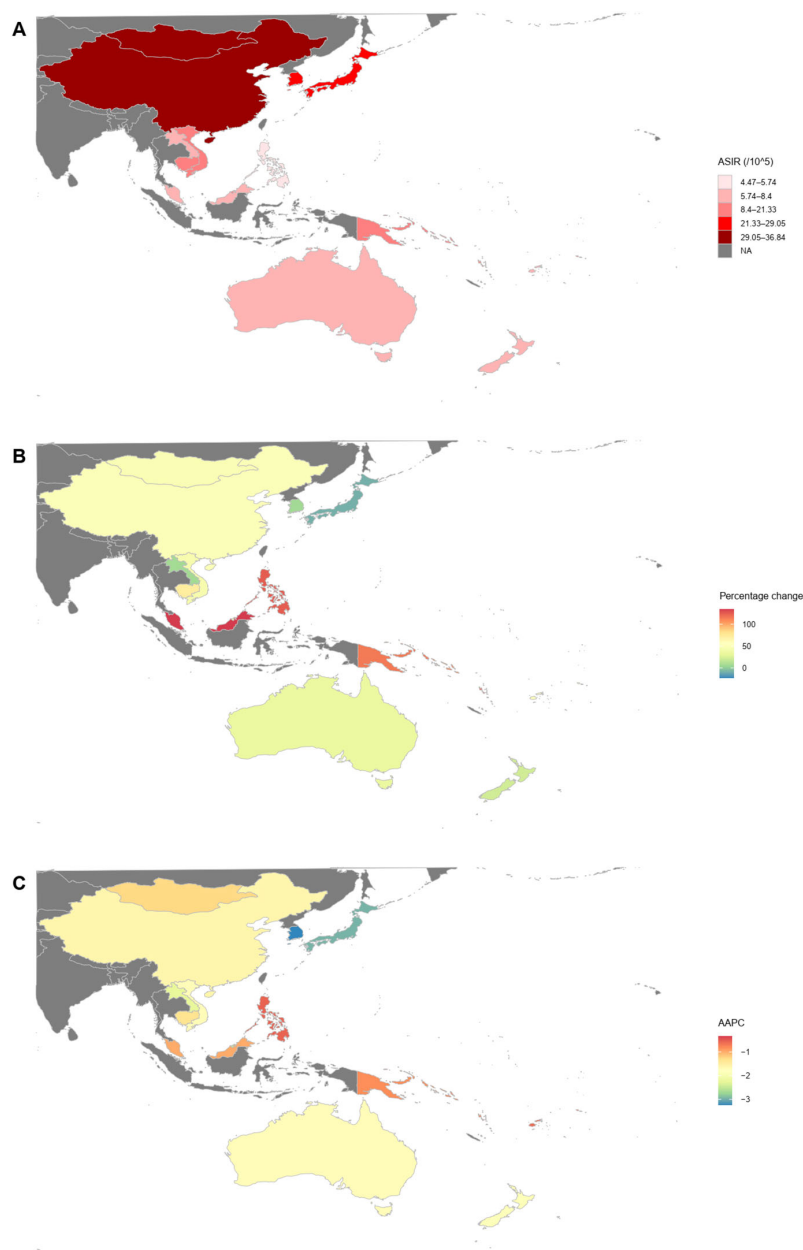 A
ASIR (/10^5)
4.47–5.74
5.74–8.4
8.4–21.33
21.33–29.05
29.05–36.84
NA
B
Percentage change
100
50
0
C
AAPC
−1
−2
−3